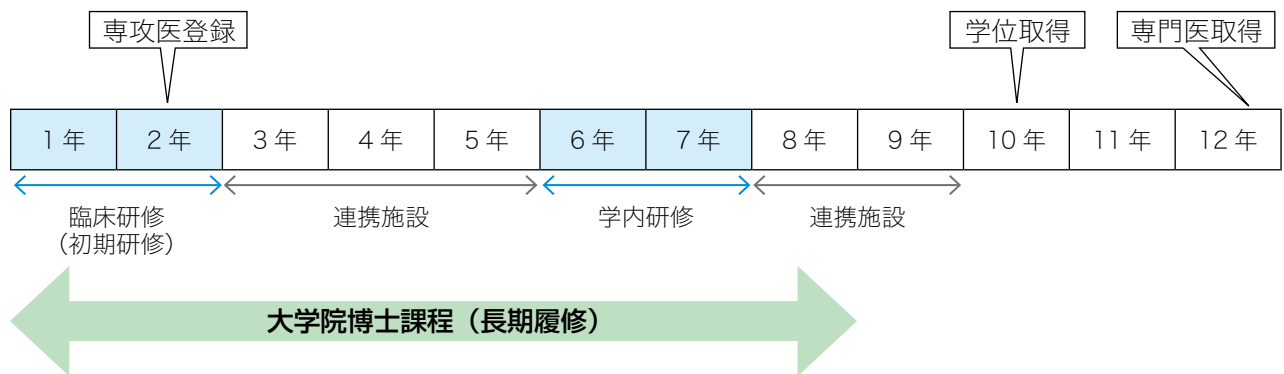 専攻医登録
学位取得
専門医取得
1年 2年 3年 4年 5年 6年 7年 8年 9年 10年 11年 12年
臨床研修
（初期研修）
連携施設
学内研修
連携施設
大学院博士課程（長期履修）